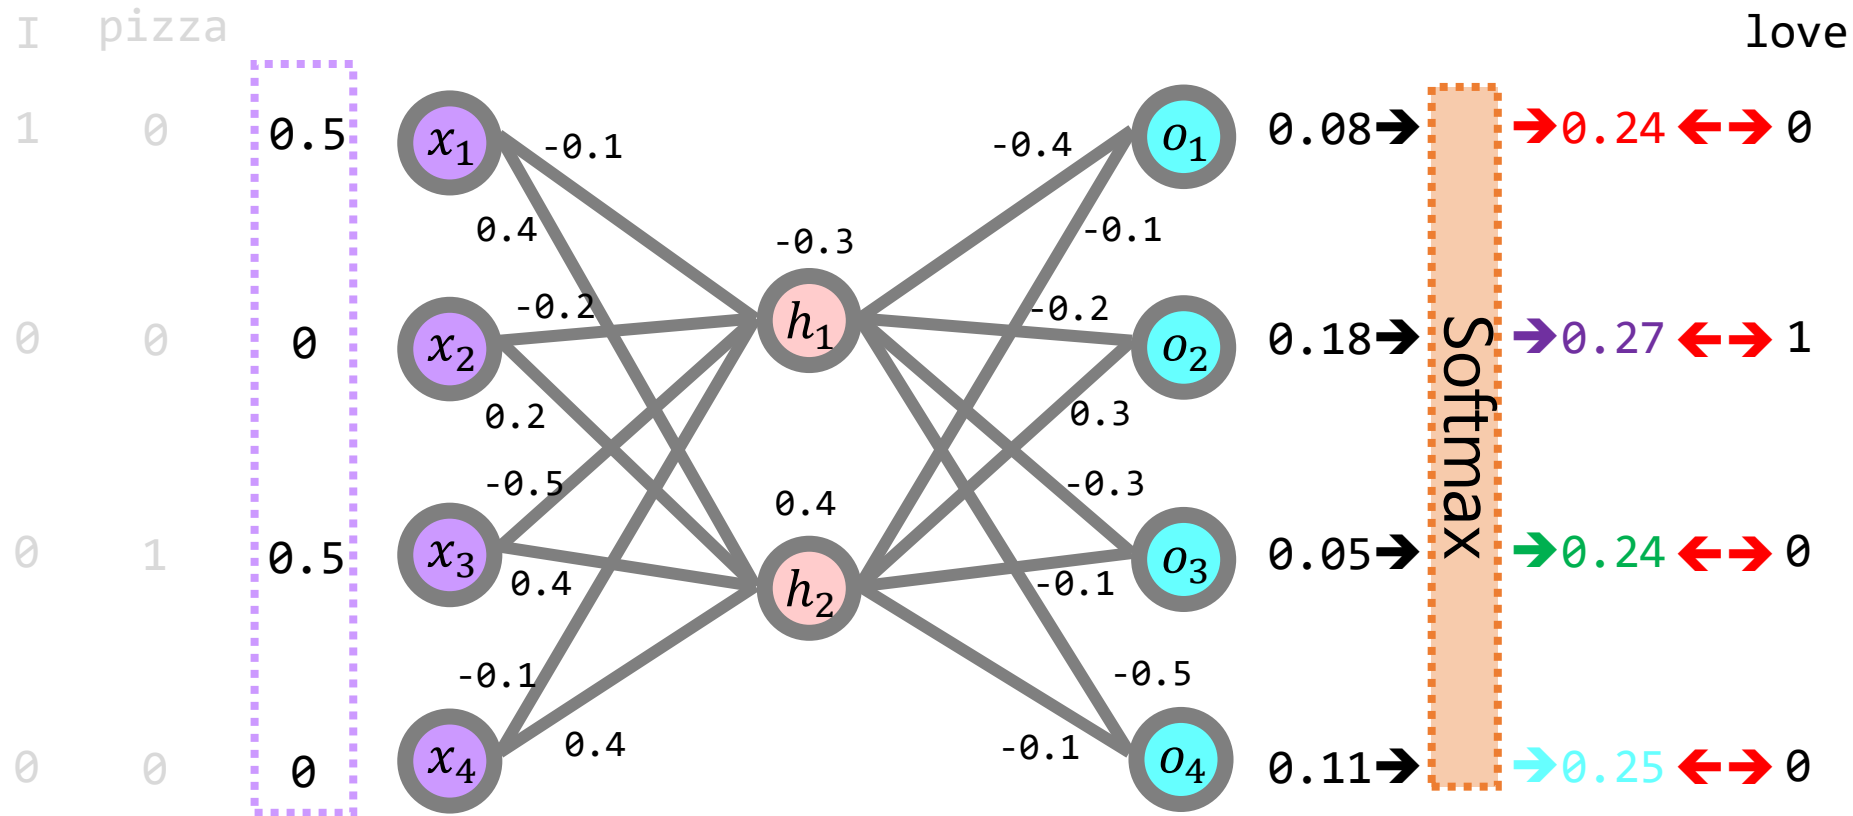 I pizza love
1 0 0.5 x1 -0.1 -0.4 o1 0.08 0.24 0
0.4 -0.3 -0.1
0 0 0 x2 -0.2 h1 -0.2 o2 0.18 0.27 1
0.2 0.3
Softmax
-0.5 0.4 -0.3
0 1 0.5 x3 0.4 h2 -0.1 o3 0.05 0.24 0
-0.1 -0.5
0 0 0 x4 0.4 -0.1 o4 0.11 0.25 0